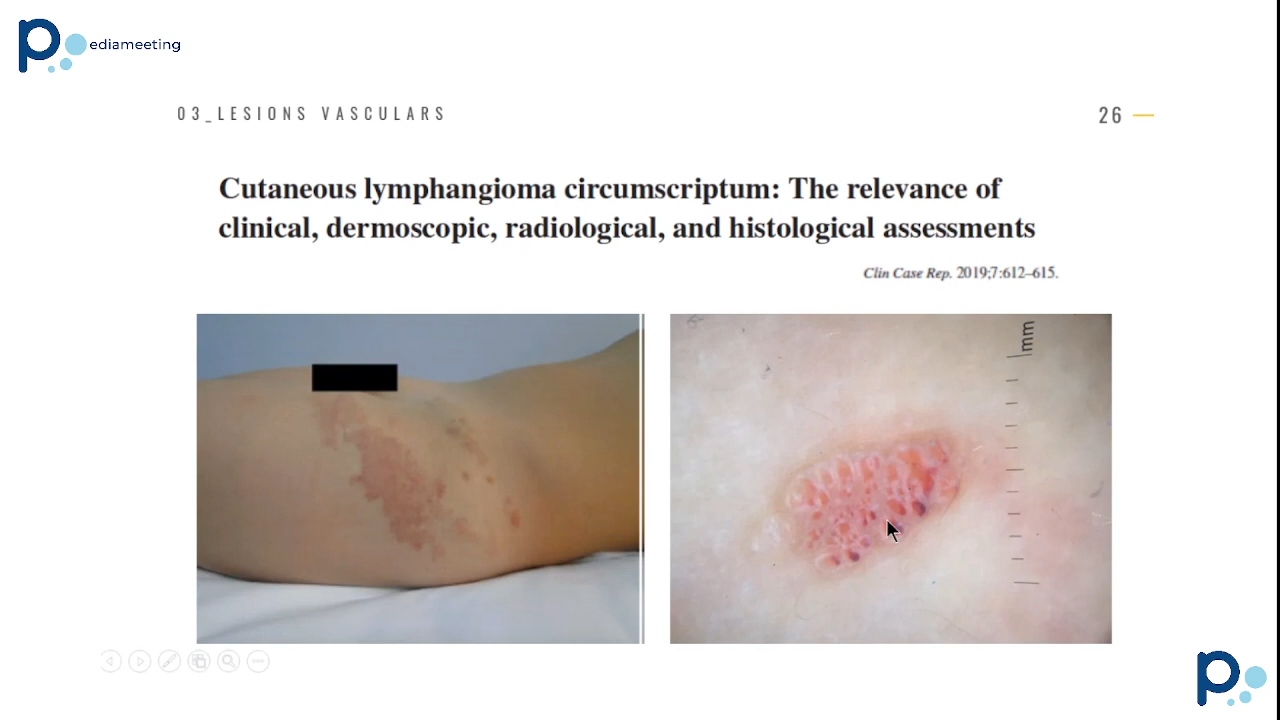 pediameeting
03_LESIONS VASCULARS
26
Cutaneous lymphangioma circumscriptum: The relevance of
clinical, dermoscopic, radiological, and histological assessments
Clin Case Rep. 2019;7:612–615.
mm
p